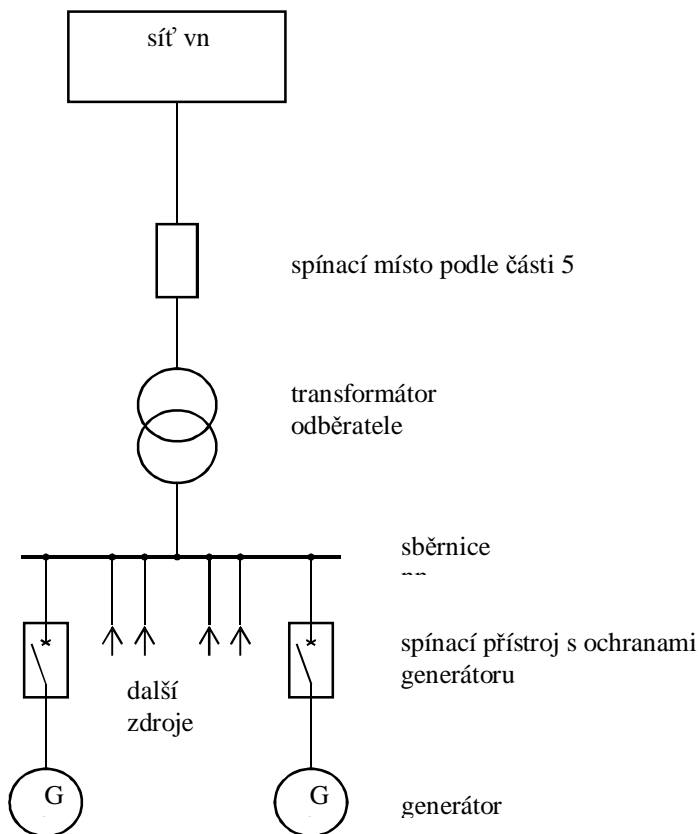 síť vn
spínací místo podle části 5
transformátor
odběratele
sběrnice
spínací přístroj s ochranami
generátoru
další
zdroje
G
G
generátor